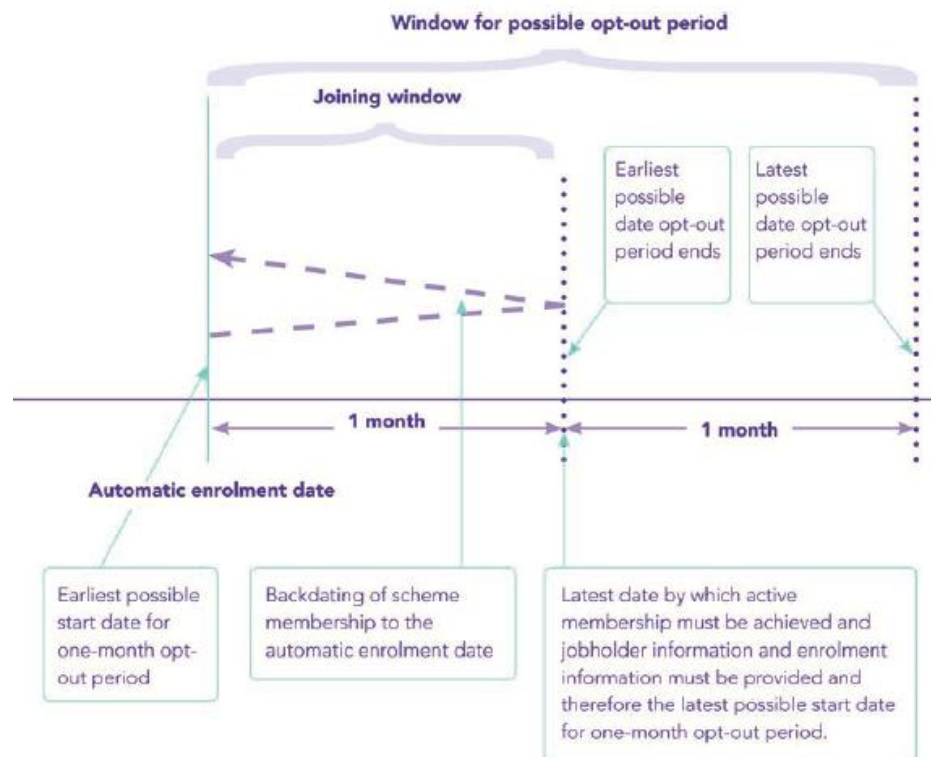 Window for possible opt-out period
Joining window
Earliest
possible
date opt-out
period ends
Latest
possible
date opt-out
period ends
1 month
1 month
Automatic enrolment date
Earliest possible
start date for
one-month opt-
out period
Backdating of scheme
membership to the
automatic enrolment date
Latest date by which active
membership must be achieved and
jobholder information and enrolment
information must be provided and
therefore the latest possible start date
for one-month opt-out period.